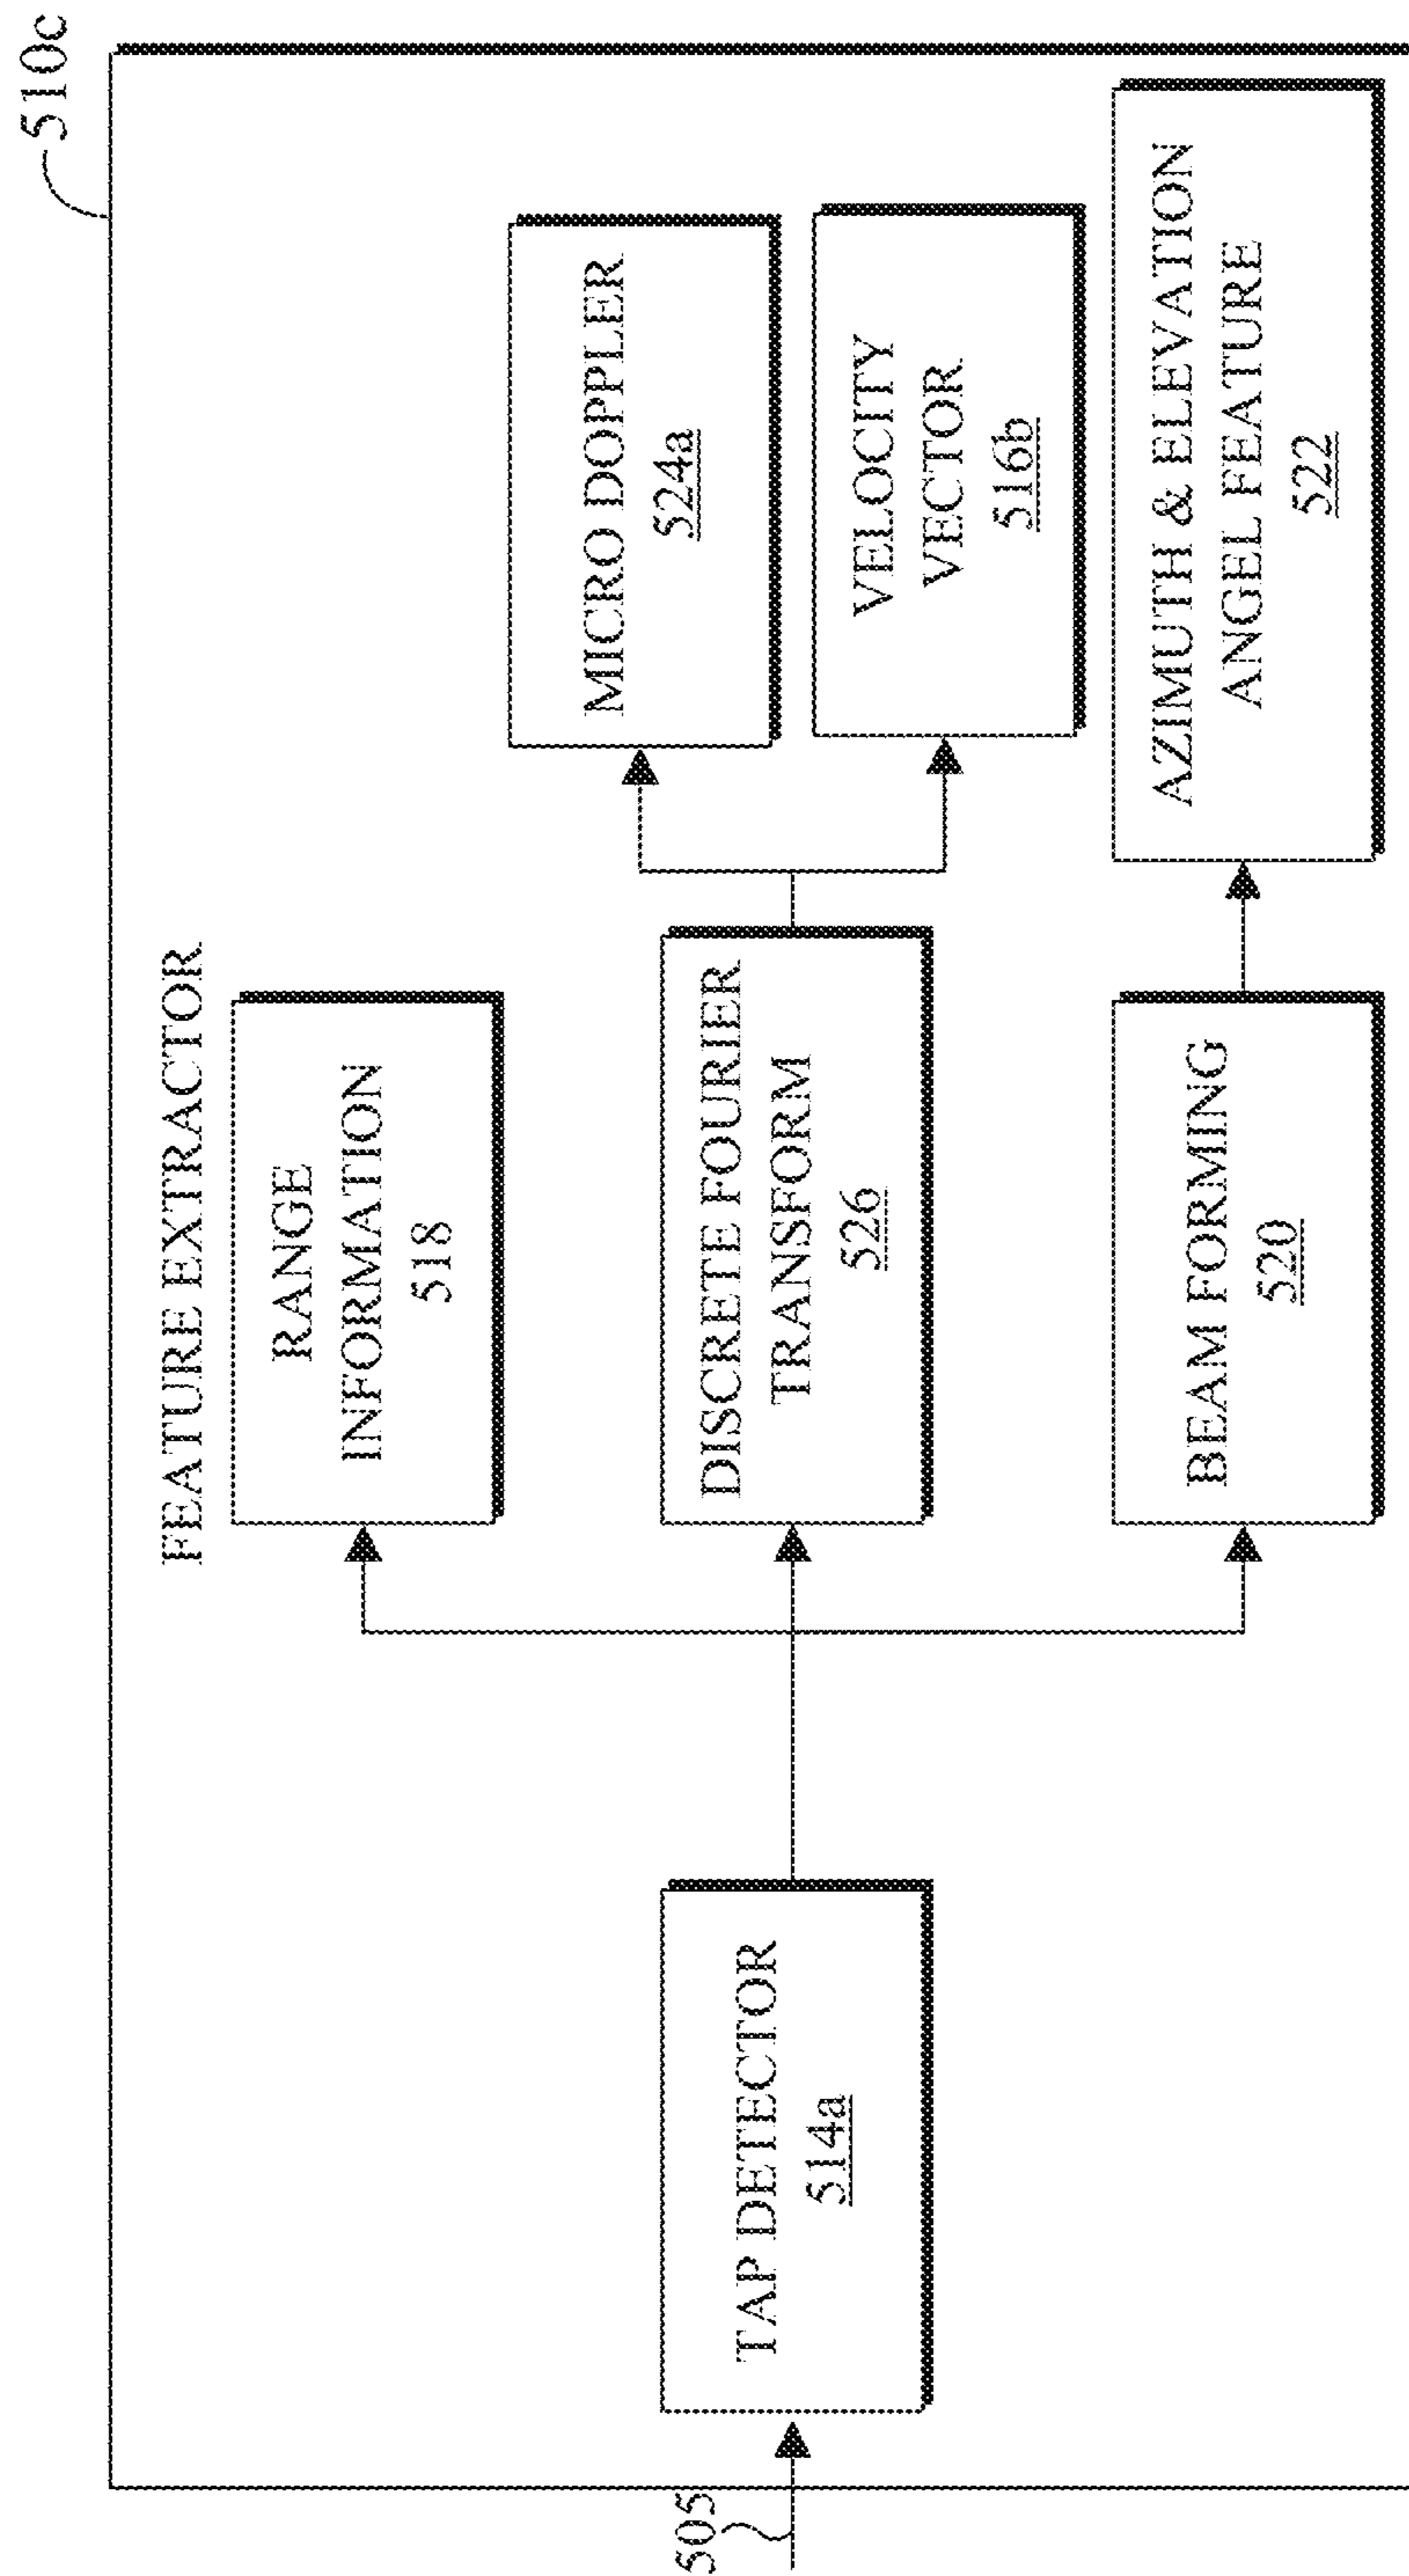 510c
FEATURE EXTRACTOR
RANGE
INFORMATION
518
MICRO DOPPLER
524a
DISCRETE FOURIER
TRANSFORM
526
VELOCITY
VECTOR
516b
505
TAP DETECTOR
514a
BEAM FORMING
520
AZIMUTH & ELEVATION
ANGEL FEATURE
522